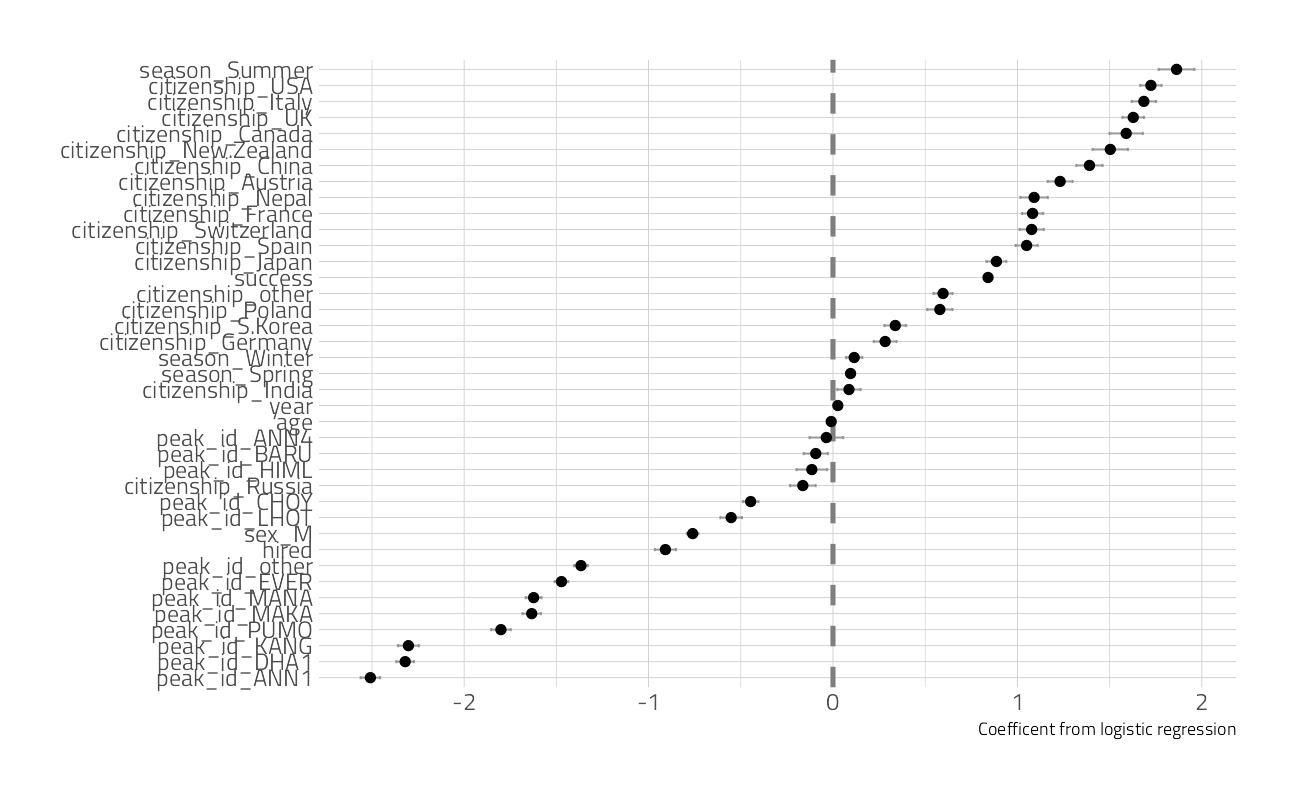 season_Summer
citizenship_USA
citizenship_Italy
citizenship_UK
citizenship_Canada
citizenship_New.Zealand
citizenship_China
citizenship_Austria
citizenship_Nepal
citizenship_France
citizenship_Switzerland
citizenship_Spain
citizenship_Japan
success
citizenship_other
citizenship_Poland
citizenship_S.Korea
citizenship_Germany
season_Winter
season_Spring
citizenship_India
year
age
peak_id_ANN4
peak_id_BARU
peak_id_HIML
citizenship_Russia
peak_id_CHOY
peak_id_LHOT
sex_M
hired
peak_id_other
peak_id_EVER
peak_id_MANA
peak_id_MAKA
peak_id_PUMO
peak_id_KANG
peak_id_DHA1
peak_id_ANN1
-2 -1 0 1 2
Coefficent from logistic regression